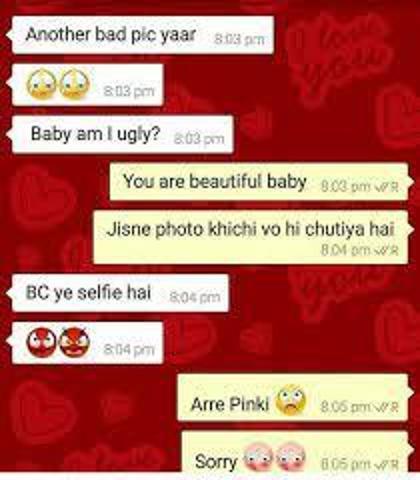 Another bad pic yaar 8:03 pm
I love
you
8:03 pm
Baby am I ugly? 8:03 pm
You are beautiful baby 8:03 pm ✓✓R
Jisne photo khichi vo hi chutiya hai
8:04 pm ✓✓R
BC ye selfie hai 8:04 pm
you
8:04 pm
Arre Pinki 8:05 pm ✓✓R
Sorry 8:05 pm ✓✓R